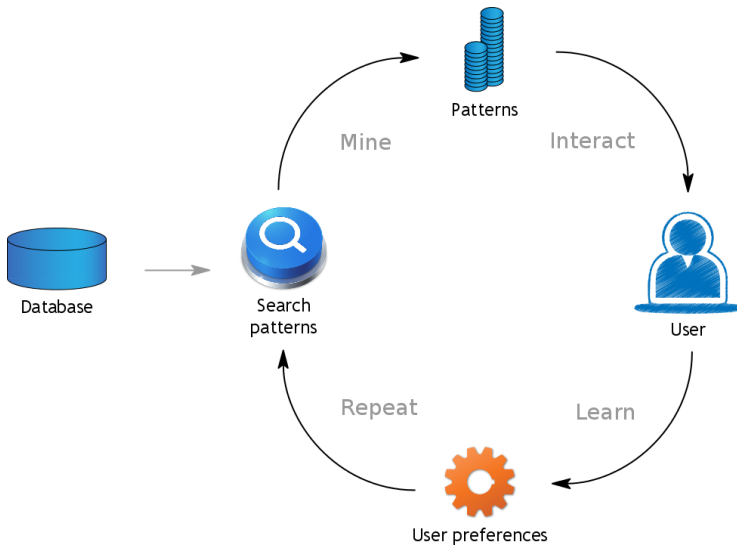 Patterns
Mine
Interact
Database
Search
patterns
User
Repeat
Learn
User preferences